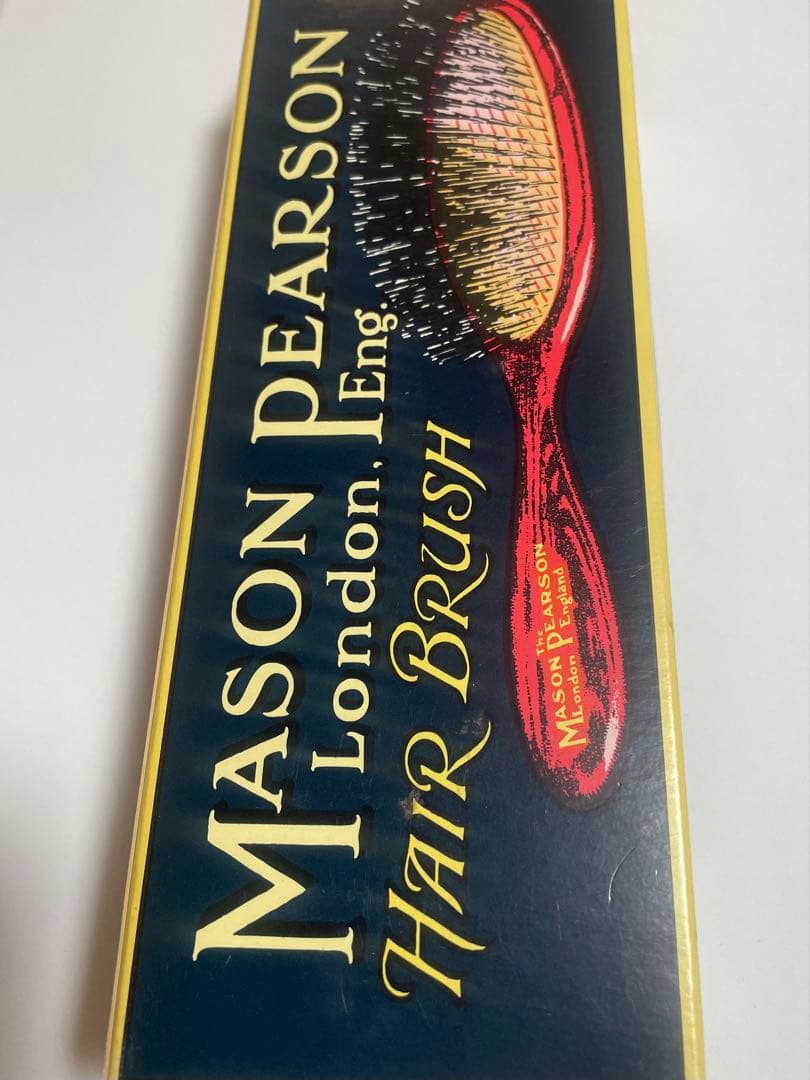 MASON PEARSON
London, Eng.
HAIR BRUSH
The
MASON PEARSON
London England